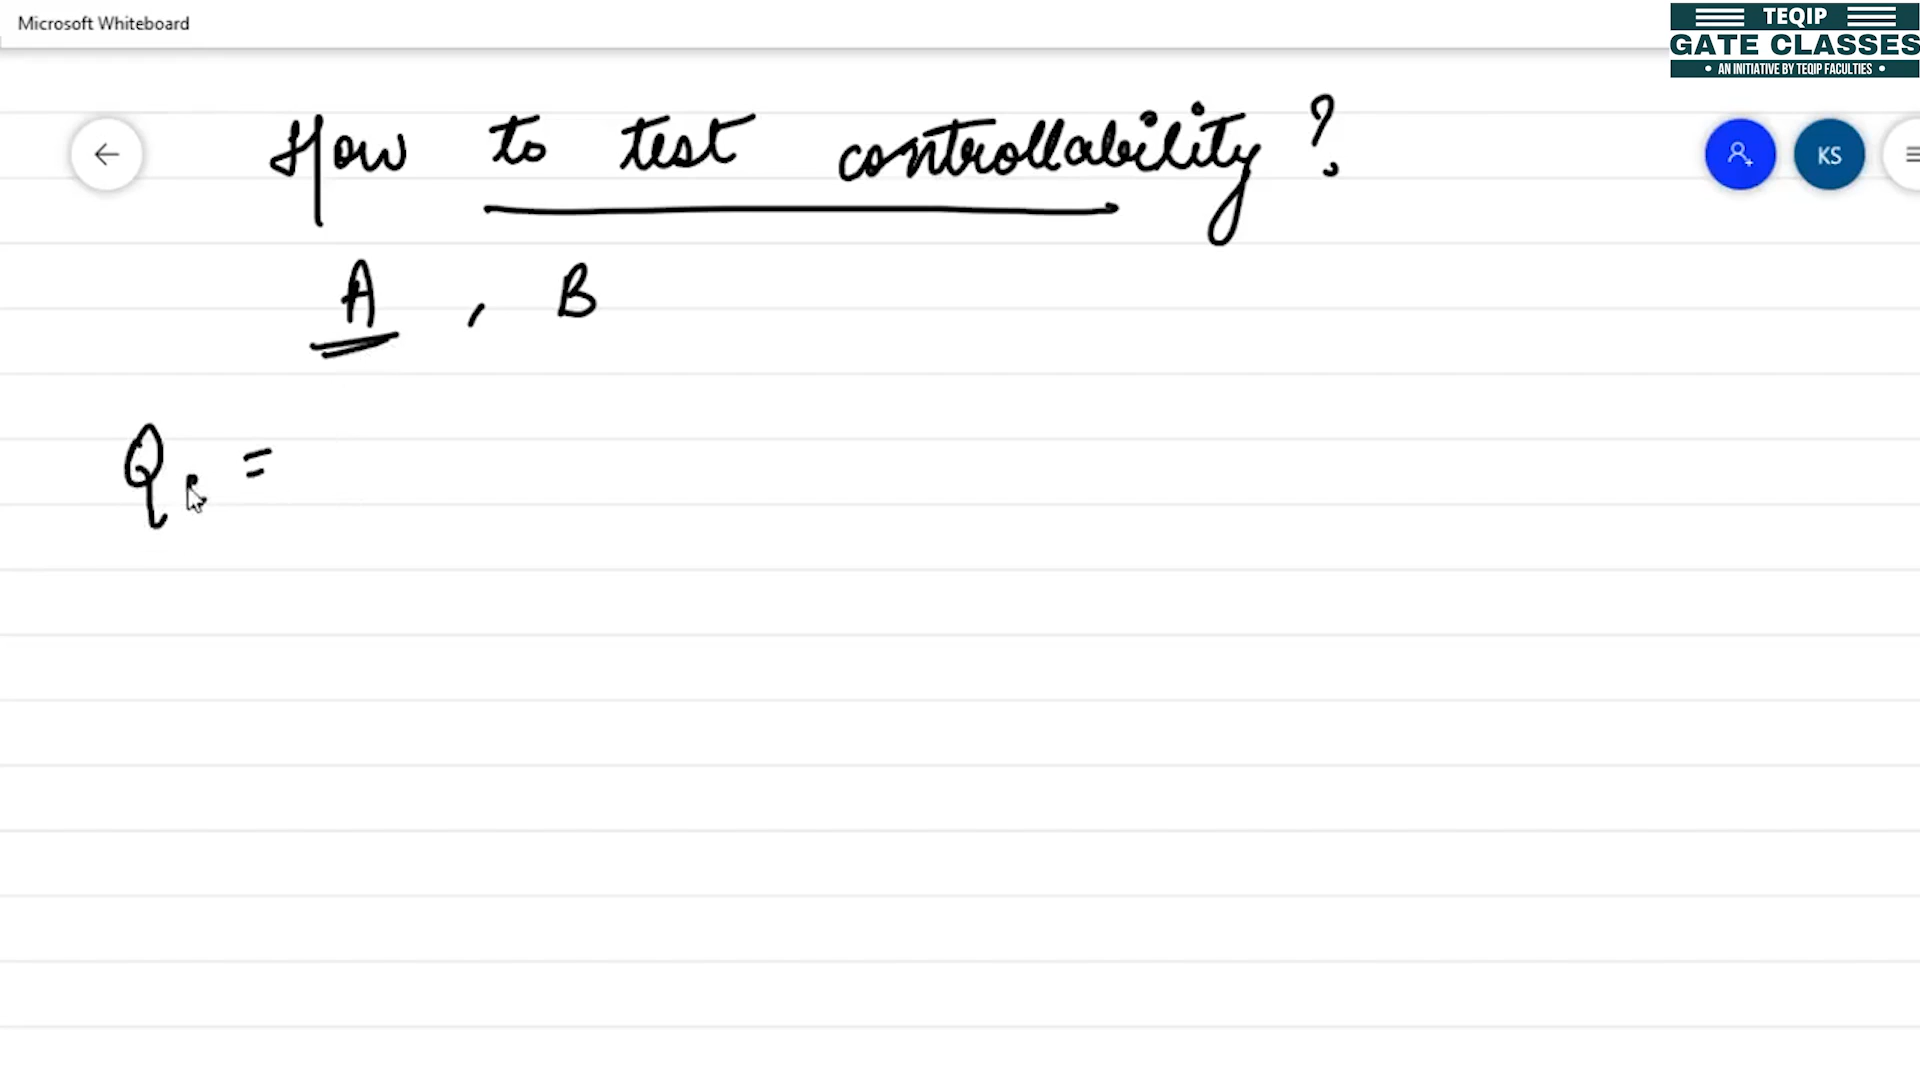 Microsoft Whiteboard
TEQIP
GATE CLASSES
• AN INITIATIVE BY TEQIP FACULTIES •
How to test controllability?
KS
A , B
Q =